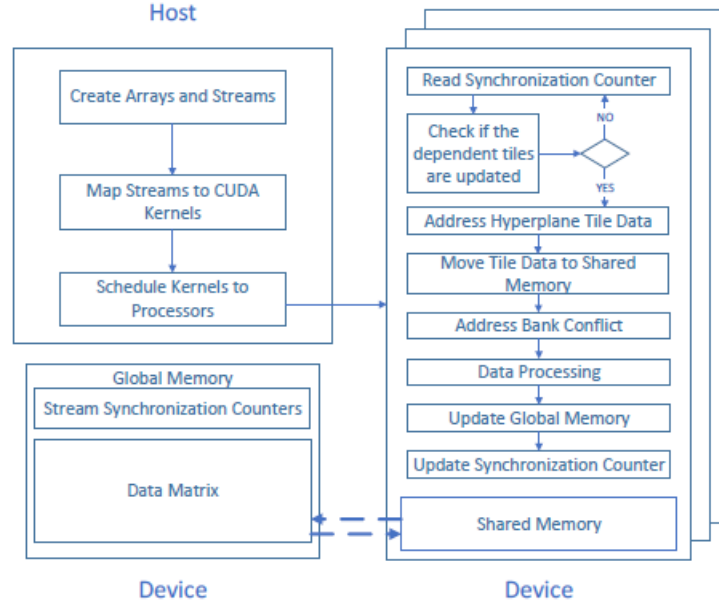 Host
Create Arrays and Streams
Map Streams to CUDA
Kernels
Schedule Kernels to
Processors
Global Memory
Stream Synchronization Counters
Data Matrix
Device
Read Synchronization Counter
NO
Check if the
dependent tiles
are updated
YES
Address Hyperplane Tile Data
Move Tile Data to Shared
Memory
Address Bank Conflict
Data Processing
Update Global Memory
Update Synchronization Counter
Shared Memory
Device